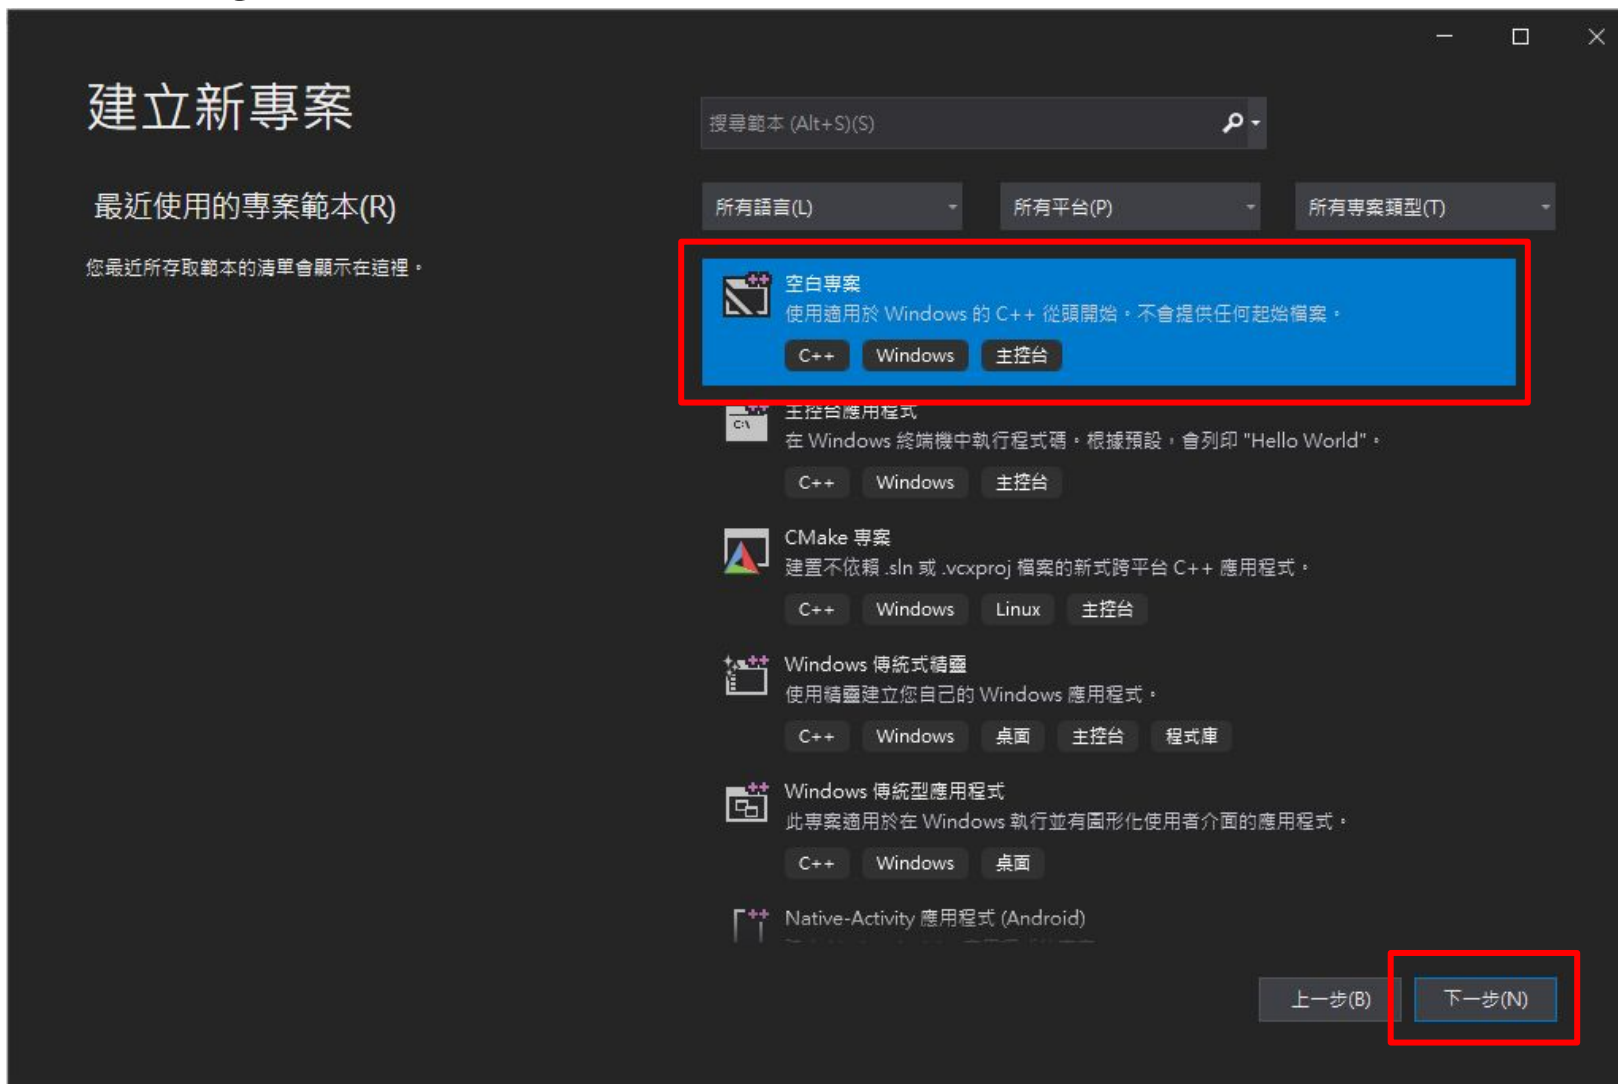 建立新專案
搜尋範本 (Alt+S)(S)
最近使用的專案範本(R)
所有語言(L)
所有平台(P)
所有專案類型(T)
您最近所存取範本的清單會顯示在這裡。
空白專案
使用適用於 Windows 的 C++ 從頭開始。不會提供任何起始檔案。
C++ Windows 主控台
主控台應用程式
在 Windows 終端機中執行程式碼。根據預設，會列印 "Hello World"。
C++ Windows 主控台
CMake 專案
建置不依賴 .sln 或 .vcxproj 檔案的新式跨平台 C++ 應用程式。
C++ Windows Linux 主控台
Windows 傳統式精靈
使用精靈建立您自己的 Windows 應用程式。
C++ Windows 桌面 主控台 程式庫
Windows 傳統型應用程式
此專案適用於在 Windows 執行並有圖形化使用者介面的應用程式。
C++ Windows 桌面
Native-Activity 應用程式 (Android)
上一步(B)
下一步(N)